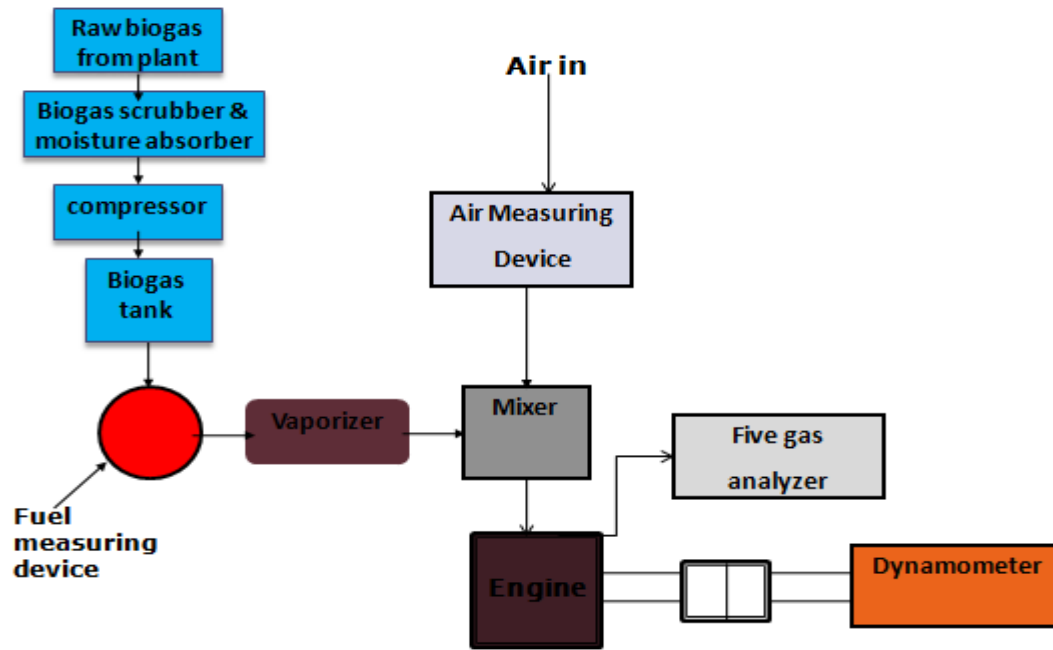 Raw biogas
from plant
Biogas scrubber &
moisture absorber
compressor
Biogas
tank
Fuel
measuring
device
Vaporizer
Air in
Air Measuring
Device
Mixer
Five gas
analyzer
Engine
Dynamometer